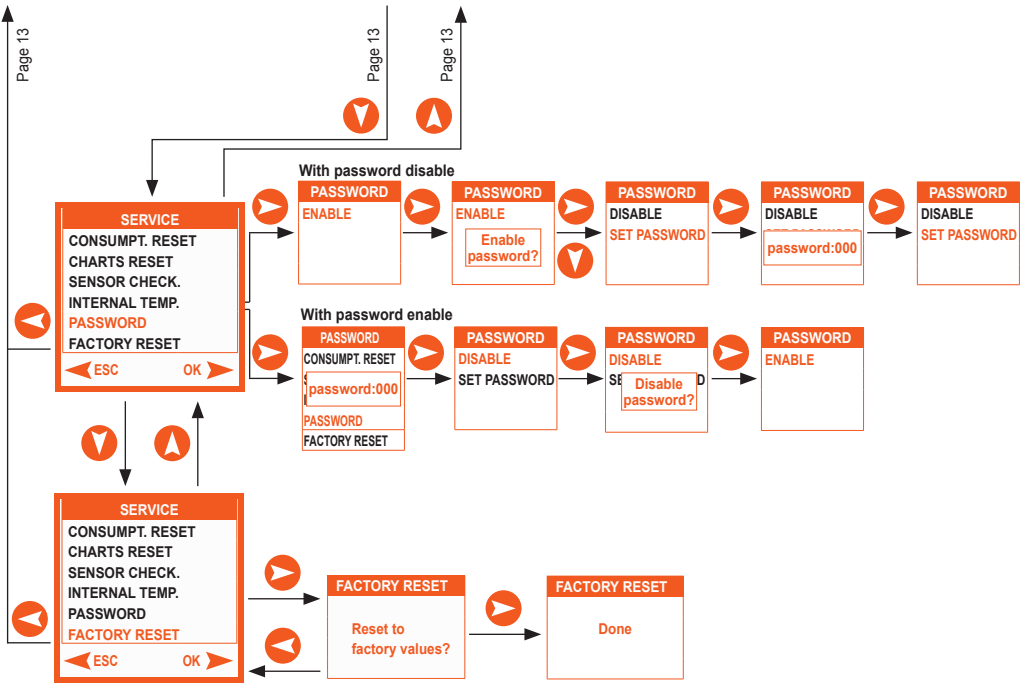 Page 13
Page 13
Page 13
With password disable
PASSWORD
ENABLE
PASSWORD
ENABLE
Enable
password?
PASSWORD
DISABLE
SET PASSWORD
PASSWORD
DISABLE
password:000
PASSWORD
DISABLE
SET PASSWORD
SERVICE
CONSUMPT. RESET
CHARTS RESET
SENSOR CHECK.
INTERNAL TEMP.
PASSWORD
FACTORY RESET
ESC OK
With password enable
PASSWORD
CONSUMPT. RESET
password:000
PASSWORD
FACTORY RESET
PASSWORD
DISABLE
SET PASSWORD
PASSWORD
DISABLE
Disable
password?
PASSWORD
ENABLE
SERVICE
CONSUMPT. RESET
CHARTS RESET
SENSOR CHECK.
INTERNAL TEMP.
PASSWORD
FACTORY RESET
ESC OK
FACTORY RESET
Reset to
factory values?
FACTORY RESET
Done